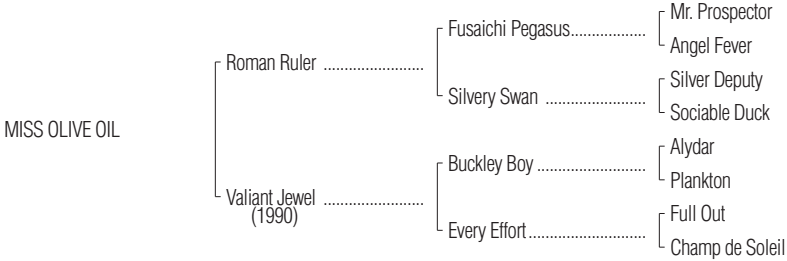 Mr. Prospector
Fusaichi Pegasus..................
Angel Fever
Roman Ruler ........................
Silver Deputy
Silvery Swan ........................
Sociable Duck
MISS OLIVE OIL
Alydar
Buckley Boy ..........................
Plankton
Valiant Jewel ........................
(1990)
Full Out
Every Effort............................
Champ de Soleil